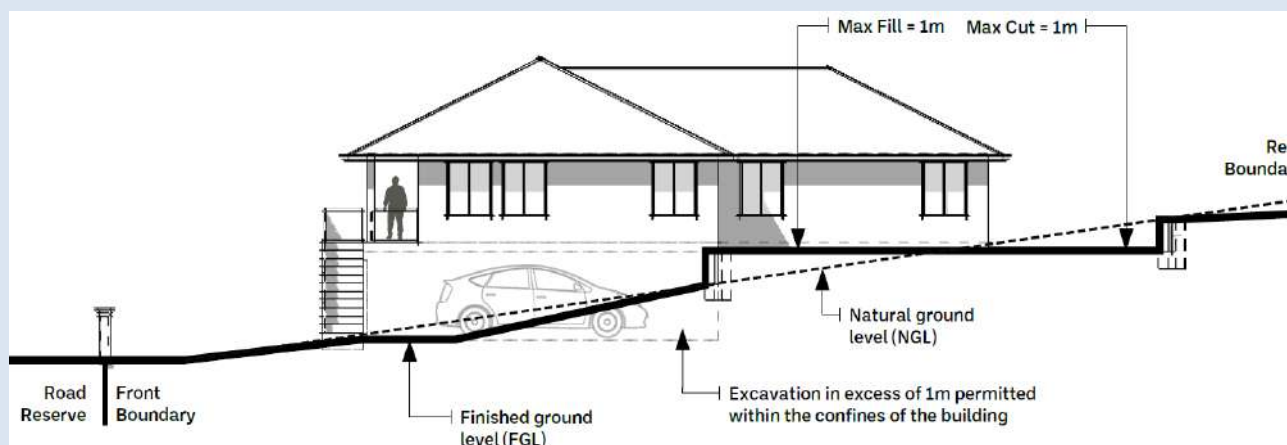 Max Fill = 1m
Max Cut = 1m
Re
Bounda
Natural ground
level (NGL)
Road
Reserve
Front
Boundary
Excavation in excess of 1m permitted
within the confines of the building
Finished ground
level (FGL)